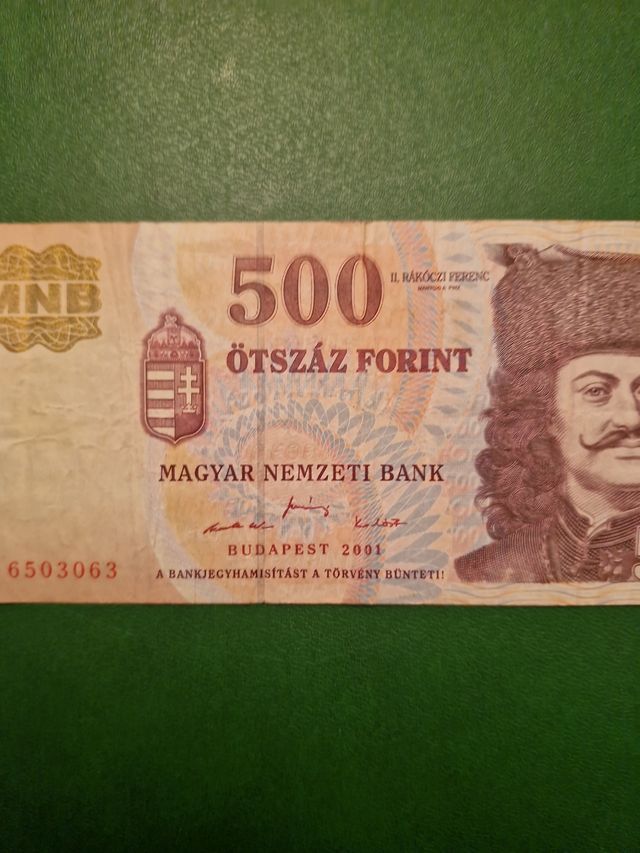 MNB
500
II. RÁKÓCZI FERENC
ÖTSZÁZ FORINT
MAGYAR NEMZETI BANK
BUDAPEST 2001
6503063
A BANKJEGYHAMISÍTÁST A TÖRVÉNY BÜNTETI!